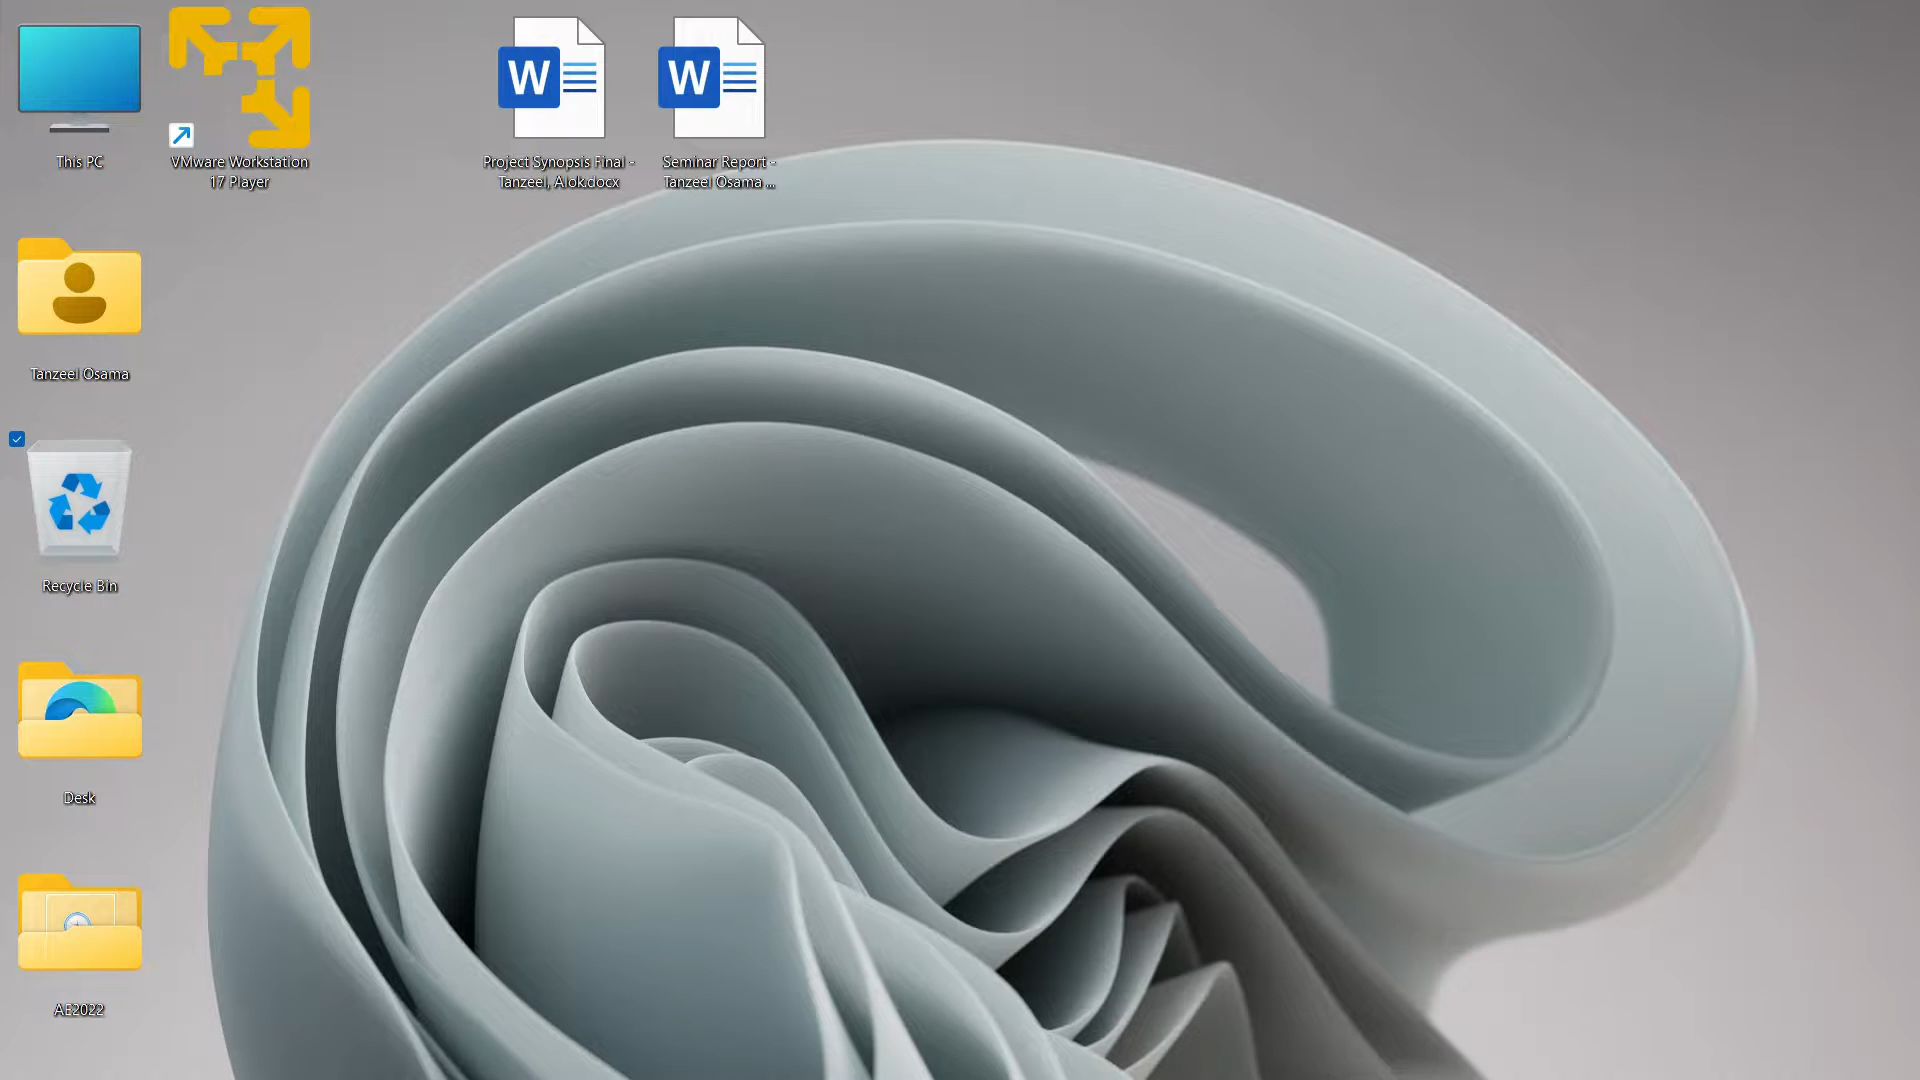 This PC
VMware Workstation
17 Player
W
Project Synopsis Final -
Tanzeel, Alok.docx
W
Seminar Report -
Tanzeel Osama ...
Tanzeel Osama
Recycle Bin
Desk
AE2022